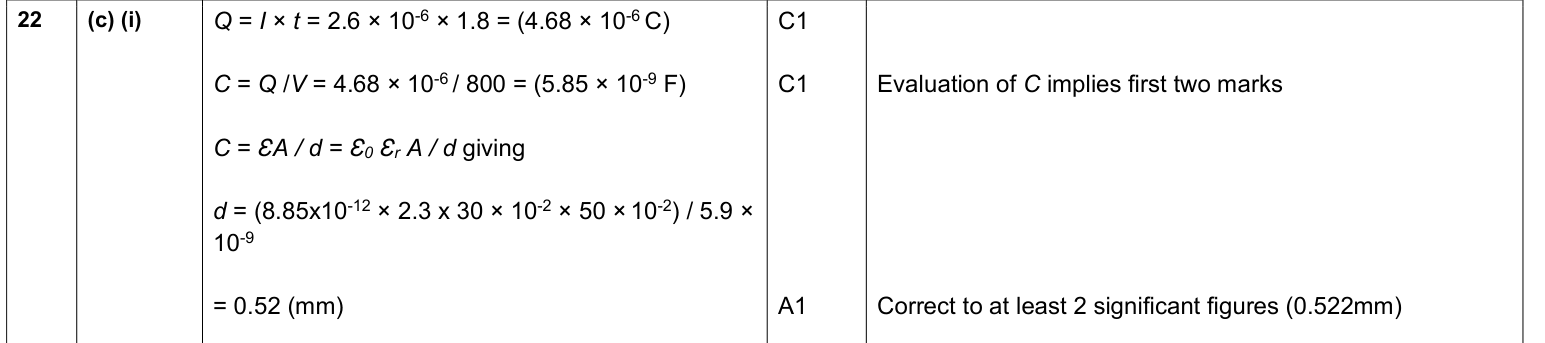 22 (c) (i) Q = I × t = 2.6 × 10⁻⁶ × 1.8 = (4.68 × 10⁻⁶ C) C1
C = Q / V = 4.68 × 10⁻⁶ / 800 = (5.85 × 10⁻⁹ F) C1 Evaluation of C implies first two marks
C = ƐA / d = Ɛ₀ Ɛᵣ A / d giving
d = (8.85x10⁻¹² × 2.3 x 30 × 10⁻² × 50 × 10⁻²) / 5.9 ×
10⁻⁹
= 0.52 (mm) A1 Correct to at least 2 significant figures (0.522mm)